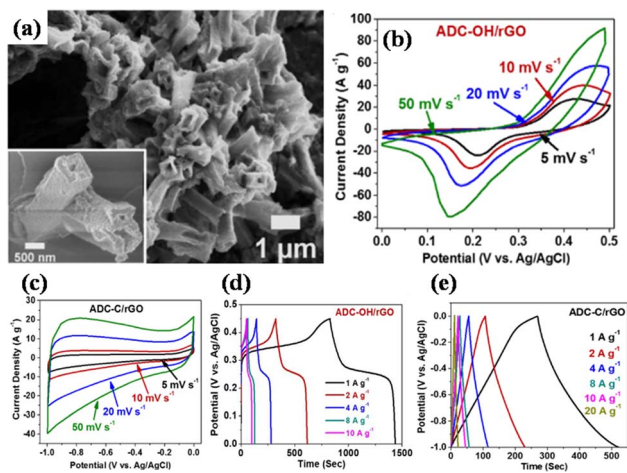 (a)
1 µm
500 nm
(b)
ADC-OH/rGO
10 mV s⁻¹
20 mV s⁻¹
50 mV s⁻¹
5 mV s⁻¹
Current Density (A g⁻¹)
100
80
60
40
20
0
-20
-40
-60
-80
0.0 0.1 0.2 0.3 0.4 0.5
Potential (V vs. Ag/AgCl)
(c)
ADC-C/rGO
5 mV s⁻¹
10 mV s⁻¹
20 mV s⁻¹
50 mV s⁻¹
Current Density (A g⁻¹)
40
30
20
10
0
-10
-20
-30
-40
-1.0 -0.8 -0.6 -0.4 -0.2 0.0
Potential (V vs. Ag/AgCl)
(d)
ADC-OH/rGO
1 A g⁻¹
2 A g⁻¹
4 A g⁻¹
8 A g⁻¹
10 A g⁻¹
Potential (V vs. Ag/AgCl)
0.5
0.4
0.3
0.2
0.1
0.0
0 300 600 900 1200 1500
Time (Sec)
(e)
ADC-C/rGO
1 A g⁻¹
2 A g⁻¹
4 A g⁻¹
8 A g⁻¹
10 A g⁻¹
20 A g⁻¹
Potential (V vs. Ag/AgCl)
0.0
-0.2
-0.4
-0.6
-0.8
-1.0
0 100 200 300 400 500
Time (Sec)